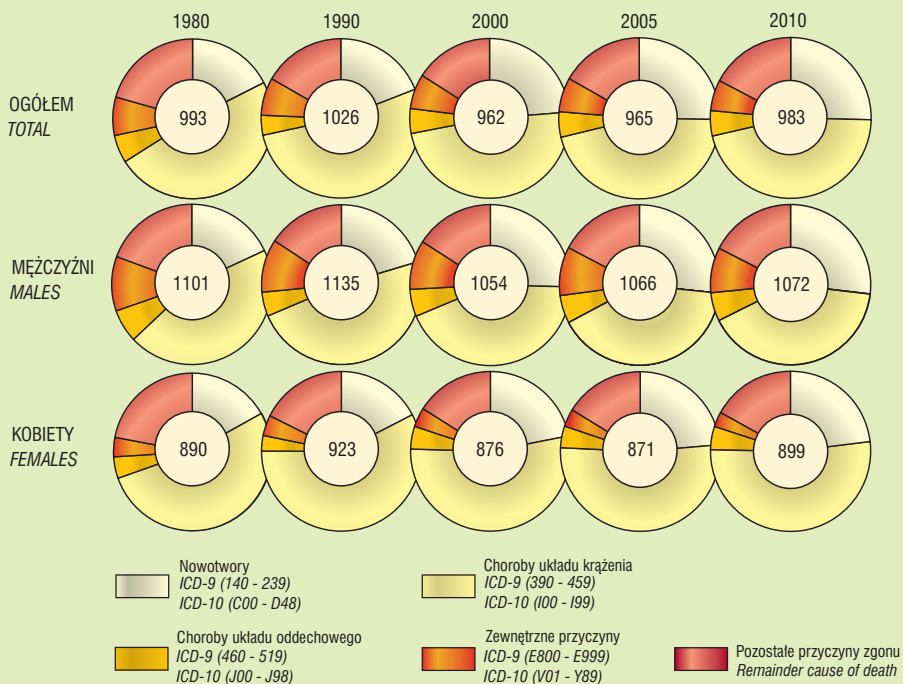 1980 1990 2000 2005 2010
OGÓŁEM
TOTAL
993 1026 962 965 983
MĘŻCZYŹNI
MALES
1101 1135 1054 1066 1072
KOBIETY
FEMALES
890 923 876 871 899
Nowotwory
ICD-9 (140 - 239)
ICD-10 (C00 - D48)
Choroby układu krążenia
ICD-9 (390 - 459)
ICD-10 (I00 - I99)
Choroby układu oddechowego
ICD-9 (460 - 519)
ICD-10 (J00 - J98)
Zewnętrzne przyczyny
ICD-9 (E800 - E999)
ICD-10 (V01 - Y89)
Pozostałe przyczyny zgonu
Remainder cause of death